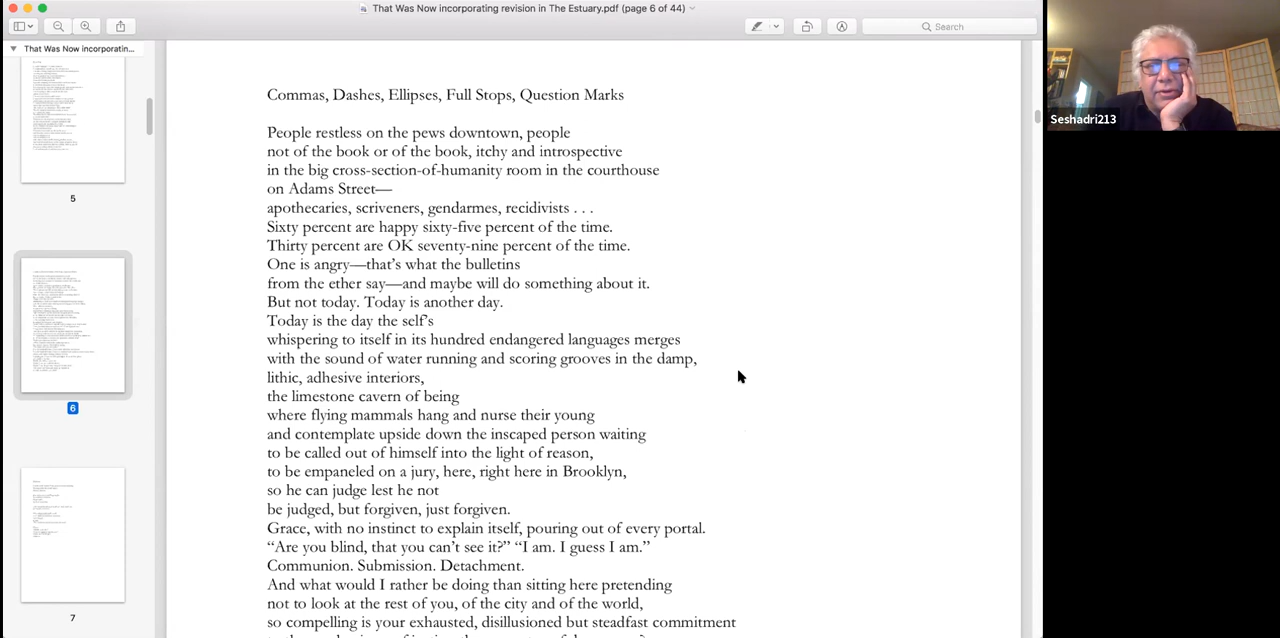 That Was Now incorporating revision in The Estuary.pdf (page 6 of 44)
Search
That Was Now incorporatin...
5
6
7
Commas, Dashes, Ellipses, Full Stops, Question Marks
People restless on the pews downtown, people
not of the book or of the book, itchy and introspective
in the big cross-section-of-humanity room in the courthouse
on Adams Street—
apothecaries, scriveners, gendarmes, recidivists . . .
Sixty percent are happy sixty-five percent of the time.
Thirty percent are OK seventy-nine percent of the time.
One is angry—that's what the bulletins
from the interior say—and maybe will do something about it.
But not today. Today is another day.
Today is the day the self's
whisper to itself in its hundred endangered languages merges
with the sound of water running and scoring grooves in the damp,
lithic, adhesive interiors,
the limestone cavern of being
where flying mammals hang and nurse their young
and contemplate upside down the inscaped person waiting
to be called out of himself into the light of reason,
to be empaneled on a jury, here, right here in Brooklyn,
so he can judge lest he not
be judged, but forgiven, just forgiven.
Grace, with no instinct to explain itself, pouring out of every portal.
“Are you blind, that you can’t see it?” “I am. I guess I am.”
Communion. Submission. Detachment.
And what would I rather be doing than sitting here pretending
not to look at the rest of you, of the city and of the world,
so compelling is your exhausted, disillusioned but steadfast commitment
Seshadri213